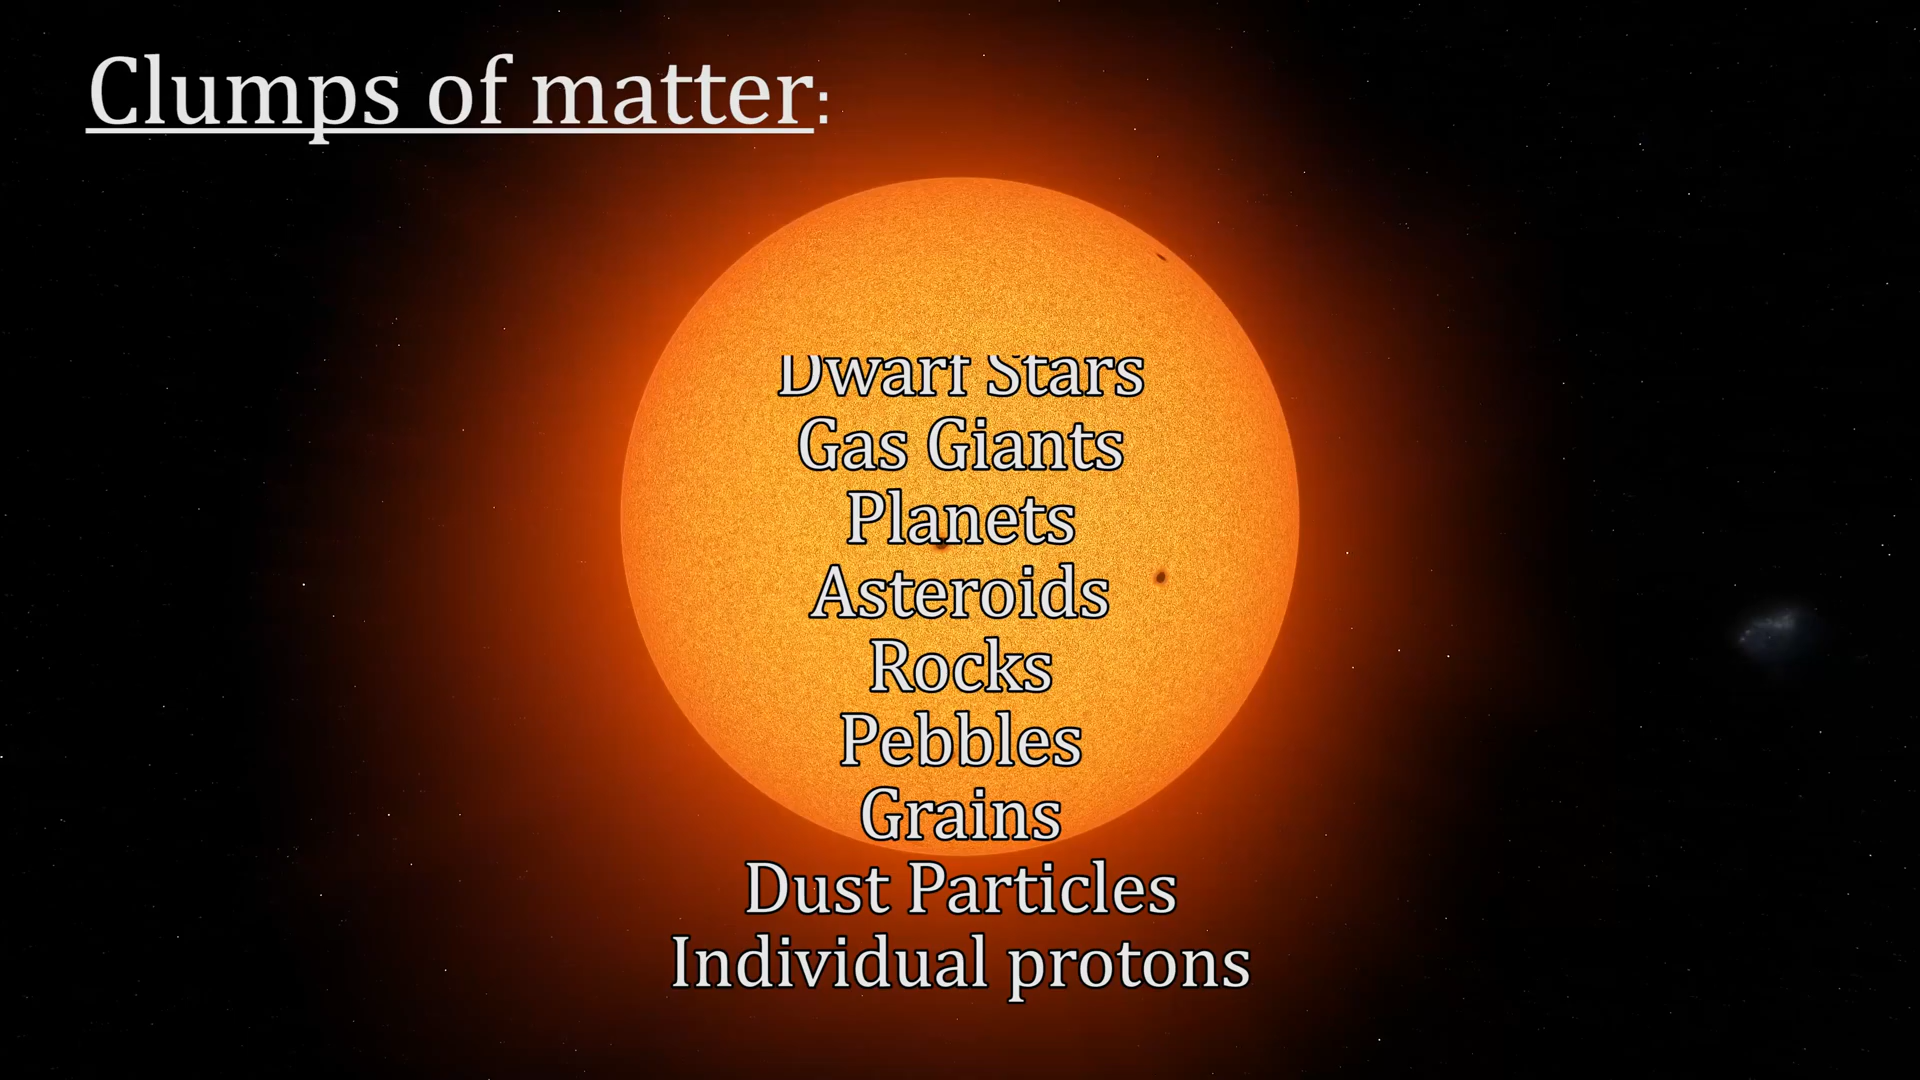 Clumps of matter:
Dwarf Stars
Gas Giants
Planets
Asteroids
Rocks
Pebbles
Grains
Dust Particles
Individual protons